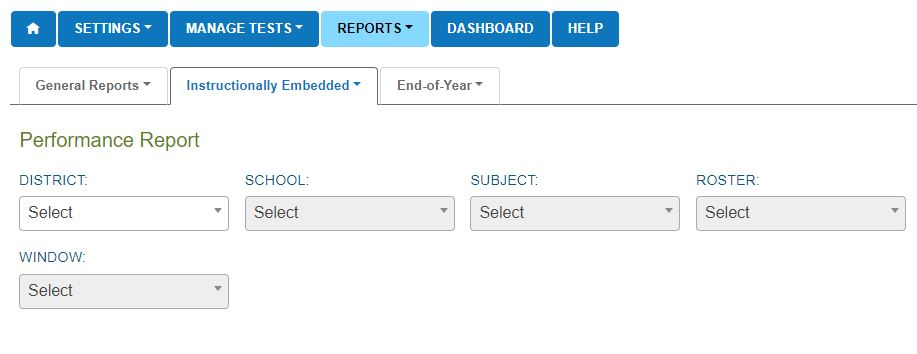 SETTINGS MANAGE TESTS REPORTS DASHBOARD HELP
General Reports Instructionally Embedded End-of-Year
Performance Report
DISTRICT: SCHOOL: SUBJECT: ROSTER:
Select Select Select Select
WINDOW:
Select